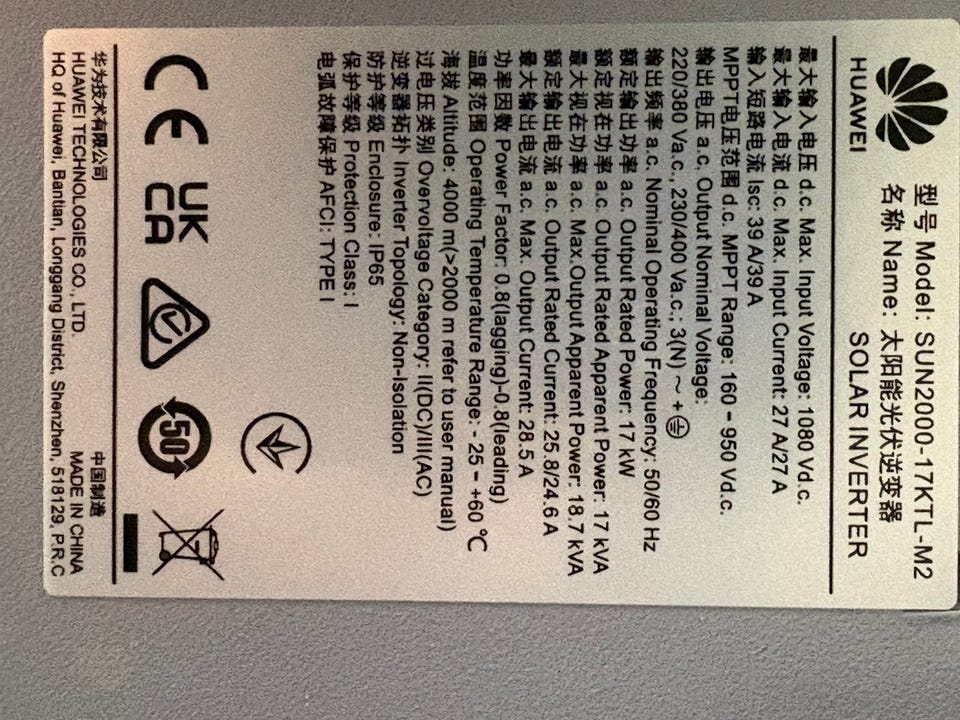 HUAWEI
型号 Model: SUN2000-17KTL-M2
名称 Name: 太阳能光伏逆变器
SOLAR INVERTER
最大输入电压 d.c. Max. Input Voltage: 1080 Vd.c.
最大输入电流 d.c. Max. Input Current: 27 A/27 A
输入短路电流 Isc: 39 A/39 A
MPPT电压范围 d.c. MPPT Range: 160 - 950 Vd.c.
输出电压 a.c. Output Nominal Voltage:
220/380 Va.c., 230/400 Va.c.; 3(N) ~ +
输出频率 a.c. Nominal Operating Frequency: 50/60 Hz
额定输出功率 a.c. Output Rated Power: 17 kW
额定视在功率 a.c. Output Rated Apparent Power: 17 kVA
最大视在功率 a.c. Max.Output Apparent Power: 18.7 kVA
额定输出电流 a.c. Output Rated Current: 25.8/24.6 A
最大输出电流 a.c. Max. Output Current: 28.5 A
功率因数 Power Factor: 0.8(lagging)-0.8(leading)
温度范围 Operating Temperature Range: - 25 ~ +60 ℃
海拔 Altitude: 4000 m(>2000 m refer to user manual)
过电压类别 Overvoltage Category: II(DC)/III(AC)
逆变器拓扑 Inverter Topology: Non-Isolation
防护等级 Enclosure: IP65
保护等级 Protection Class: I
电弧故障保护 AFCI: TYPE I
CE UK
CA
50
华为技术有限公司 中国制造
HUAWEI TECHNOLOGIES CO., LTD. MADE IN CHINA
HQ of Huawei, Bantian, Longgang District, Shenzhen, 518129, P.R.C